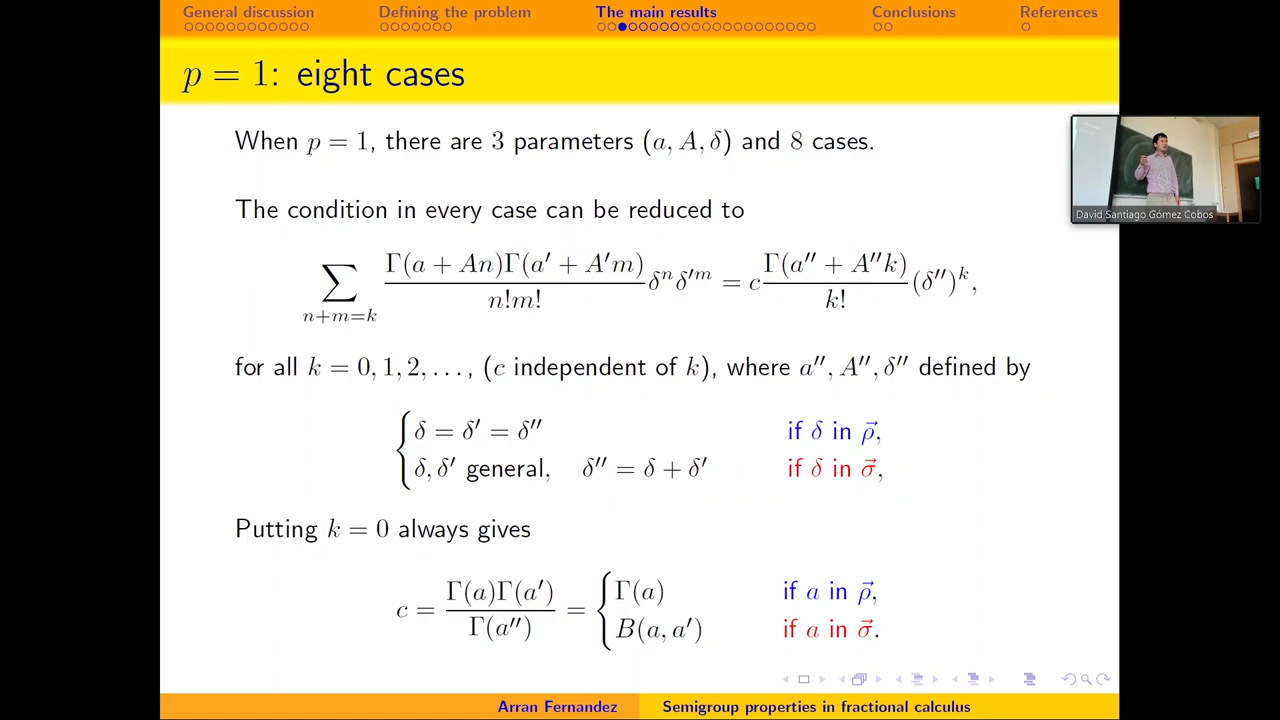 General discussion Defining the problem The main results Conclusions References
p = 1: eight cases
When p = 1, there are 3 parameters (a, A, δ) and 8 cases.
The condition in every case can be reduced to
∑_{n+m=k} Γ(a + An)Γ(a′ + A′m) / n!m! δⁿδ′ᵐ = c Γ(a″ + A″k) / k! (δ″)ᵏ,
for all k = 0, 1, 2, . . . , (c independent of k), where a″, A″, δ″ defined by
{ δ = δ′ = δ″ if δ in ρ⃗,
δ, δ′ general, δ″ = δ + δ′ if δ in σ⃗,
Putting k = 0 always gives
c = Γ(a)Γ(a′) / Γ(a″) = { Γ(a) if a in ρ⃗,
B(a, a′) if a in σ⃗.
Arran Fernandez Semigroup properties in fractional calculus
David Santiago Gómez Cobos